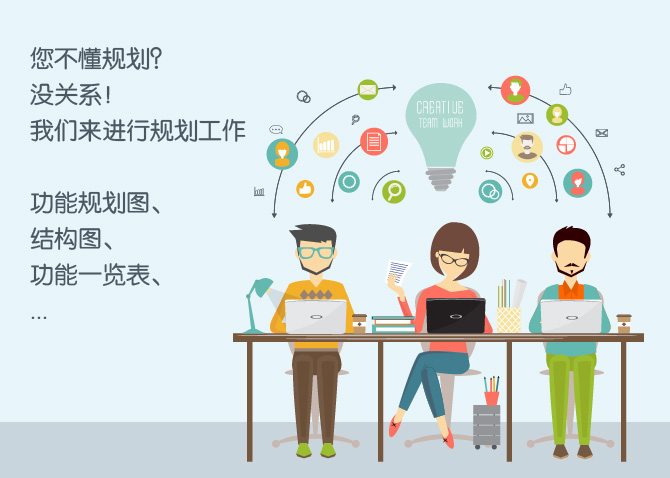 您不懂规划?
没关系!
我们来进行规划工作
功能规划图、
结构图、
功能一览表、
...
CREATIVE
TEAM WORK